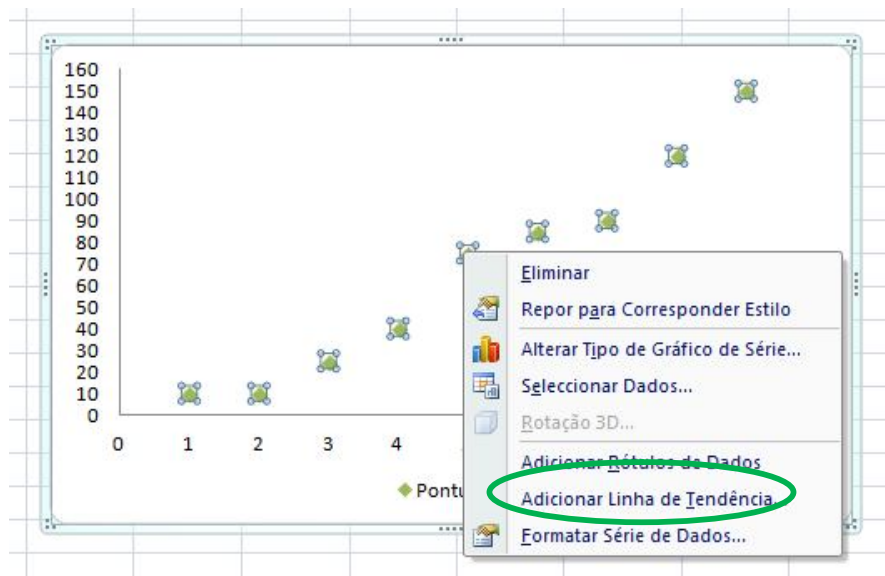 160
150
140
130
120
110
100
90
80
70
60
50
40
30
20
10
0
0 1 2 3 4
Pontu
Eliminar
Repor para Corresponder Estilo
Alterar Tipo de Gráfico de Série...
Seleccionar Dados...
Rotação 3D...
Adicionar Rótulos de Dados
Adicionar Linha de Tendência...
Formatar Série de Dados...